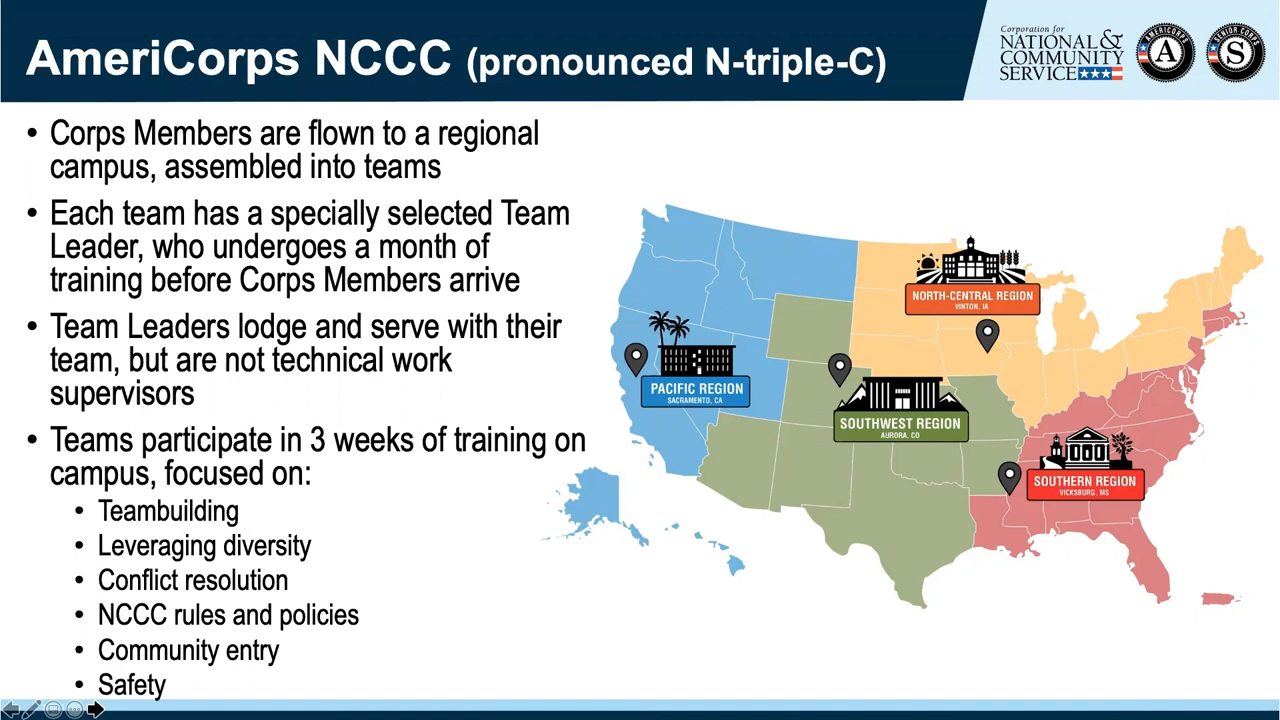 AmeriCorps NCCC (pronounced N-triple-C)
Corporation for
NATIONAL &
COMMUNITY
SERVICE
AMERICORPS
A
SENIOR CORPS
S
• Corps Members are flown to a regional
campus, assembled into teams
• Each team has a specially selected Team
Leader, who undergoes a month of
training before Corps Members arrive
• Team Leaders lodge and serve with their
team, but are not technical work
supervisors
• Teams participate in 3 weeks of training on
campus, focused on:
• Teambuilding
• Leveraging diversity
• Conflict resolution
• NCCC rules and policies
• Community entry
• Safety
NORTH-CENTRAL REGION
VINTON, IA
PACIFIC REGION
SACRAMENTO, CA
SOUTHWEST REGION
AURORA, CO
SOUTHERN REGION
VICKSBURG, MS